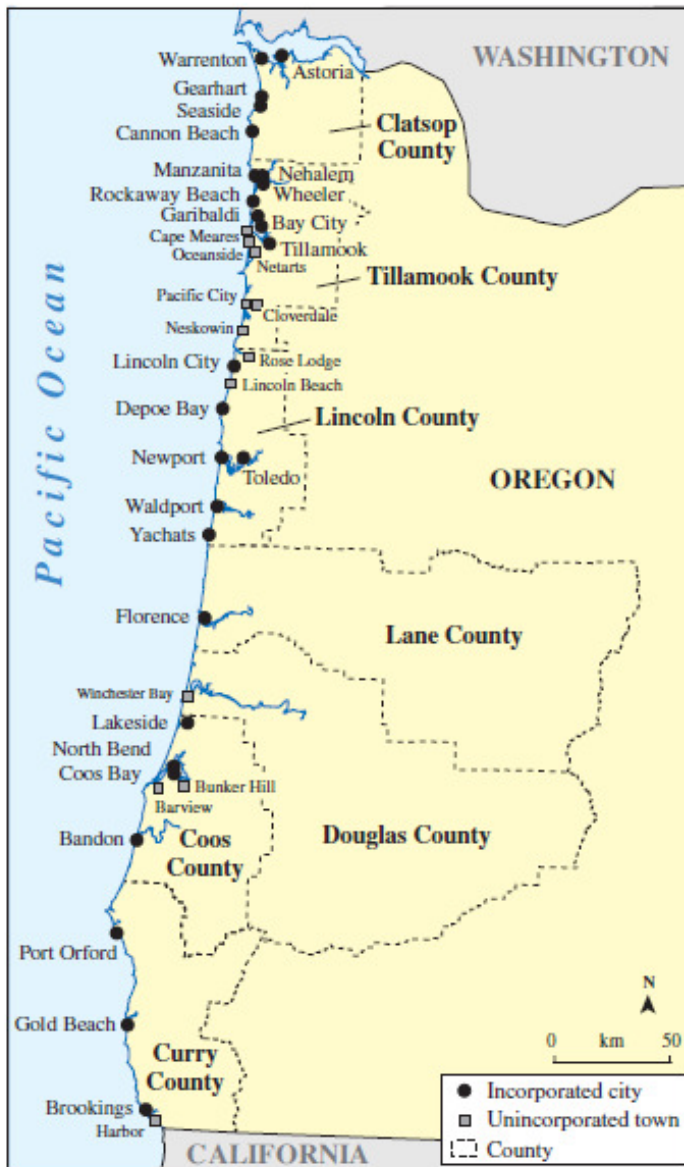 WASHINGTON
Warrenton
Astoria
Gearhart
Seaside
Cannon Beach
Clatsop
County
Manzanita
Nehalem
Rockaway Beach
Wheeler
Garibaldi
Bay City
Cape Meares
Tillamook
Oceanside
Netarts
Tillamook County
Pacific City
Cloverdale
Neskowin
Rose Lodge
Lincoln City
Lincoln Beach
Depoe Bay
Lincoln County
Newport
Toledo
OREGON
Waldport
Yachats
Pacific Ocean
Florence
Lane County
Winchester Bay
Lakeside
North Bend
Coos Bay
Bunker Hill
Barview
Bandon
Coos
County
Douglas County
Port Orford
N
Gold Beach
0 km 50
Curry
County
Brookings
Harbor
CALIFORNIA
Incorporated city
Unincorporated town
County